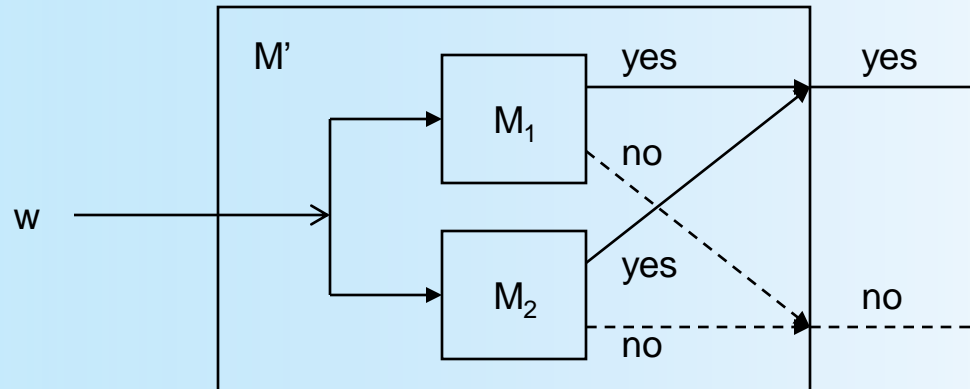 M’
yes
yes
M₁
no
w
yes
M₂
no
no